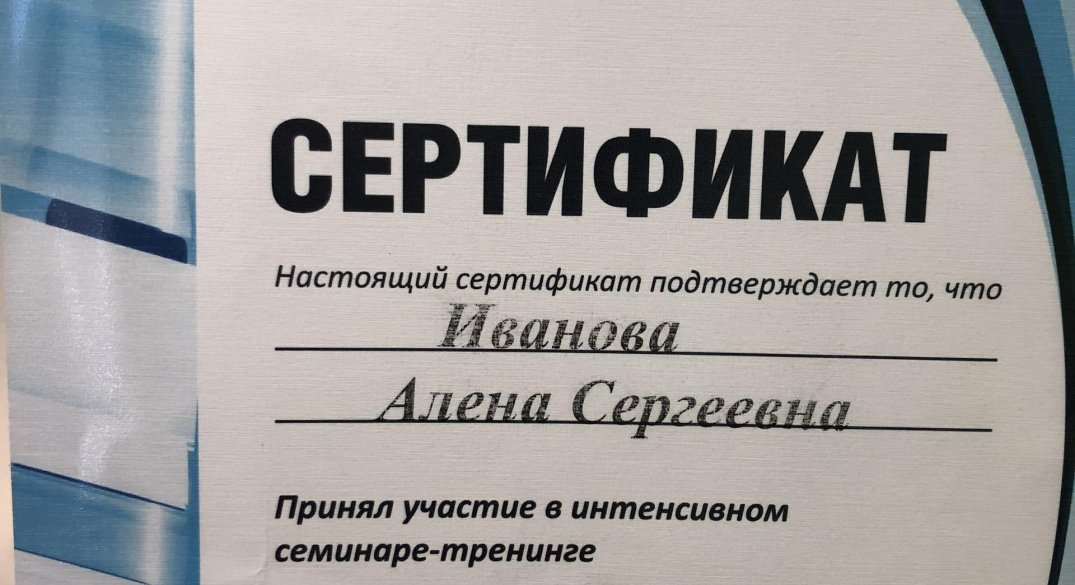 СЕРТИФИКАТ
Настоящий сертификат подтверждает то, что
Иванова
Алена Сергеевна
Принял участие в интенсивном
семинаре-тренинге